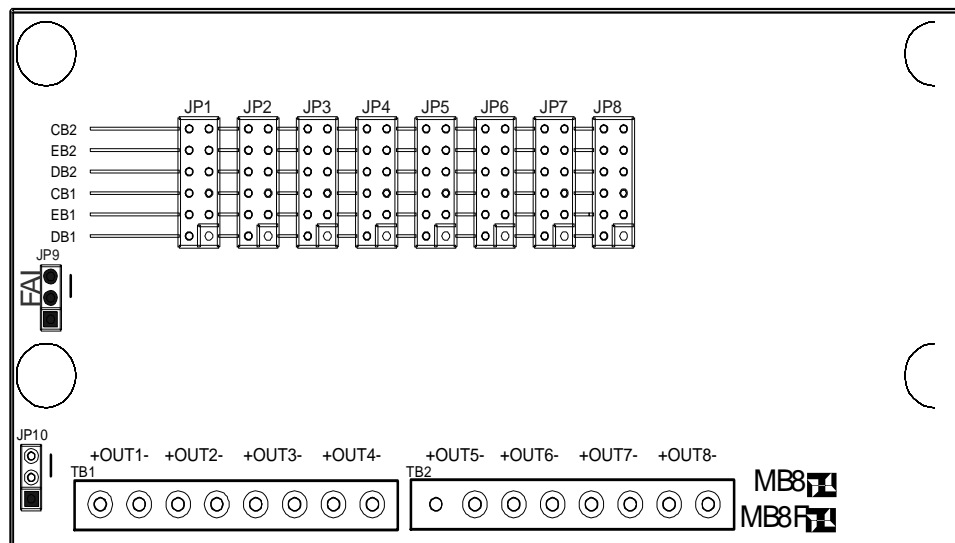 JP1 JP2 JP3 JP4 JP5 JP6 JP7 JP8
CB2
EB2
DB2
CB1
EB1
DB1
JP9
FAI
JP10
+OUT1- +OUT2- +OUT3- +OUT4- +OUT5- +OUT6- +OUT7- +OUT8-
TB1 TB2
MB8
MB8F